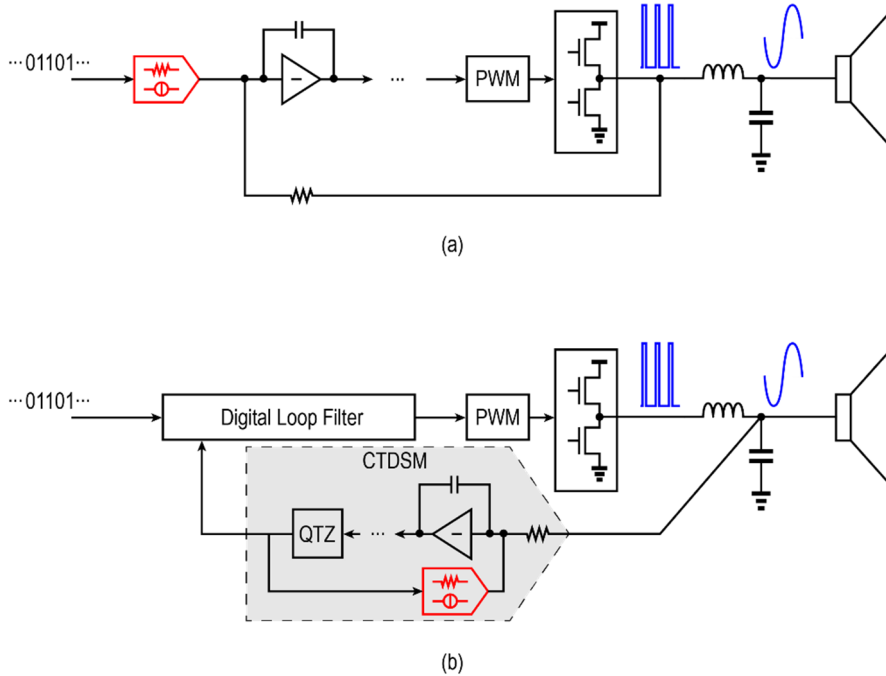 ···01101···
−
···
PWM
(a)
···01101···
Digital Loop Filter
PWM
CTDSM
QTZ
···
−
(b)